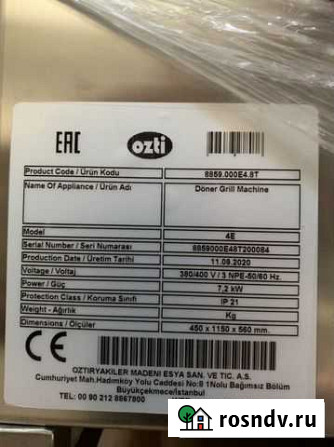 EAC ozti
Product Code / Ürün Kodu 8859.000E4.8T
Name Of Appliance / Ürün Adı Döner Grill Machine
Model 4E
Serial Number / Seri Numarası 8859000E48T200084
Production Date / Üretim Tarihi 11.08.2020
Voltage / Voltaj 380/400 V / 3 NPE-50/60 Hz.
Power / Güç 7,2 kW
Protection Class / Koruma Sınıfı IP 21
Weight - Ağırlık Kg
Dimensions / Ölçüler 450 x 1150 x 560 mm.
CE
OZTIRYAKILER MADENI ESYA SAN. VE TIC. A.S.
Cumhuriyet Mah.Hadımköy Yolu Caddesi No:8 1Nolu Bağımsız Bölüm
Büyükçekmece/İstanbul
TEL: 00 90 212 8867800
rosndv.ru